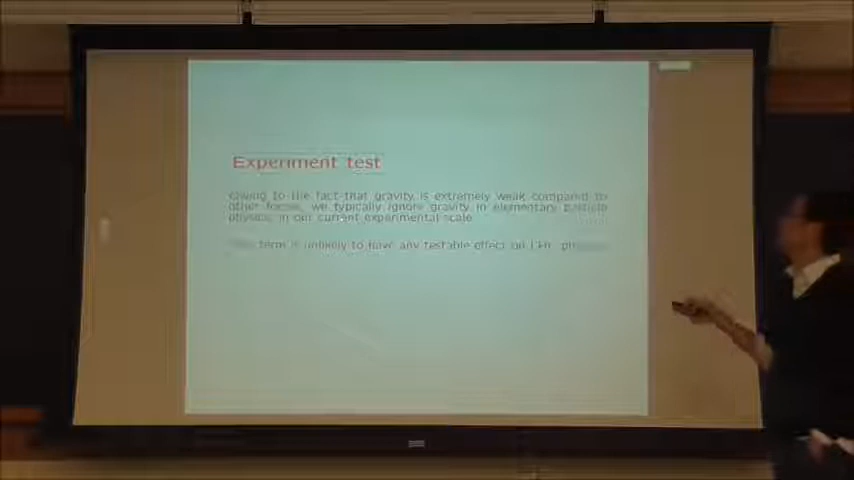 Experiment test
Owing to the fact that gravity is extremely weak compared to
other forces, we typically ignore gravity in elementary particle
physics in our current experimental scale
term is unlikely to have any testable effect on